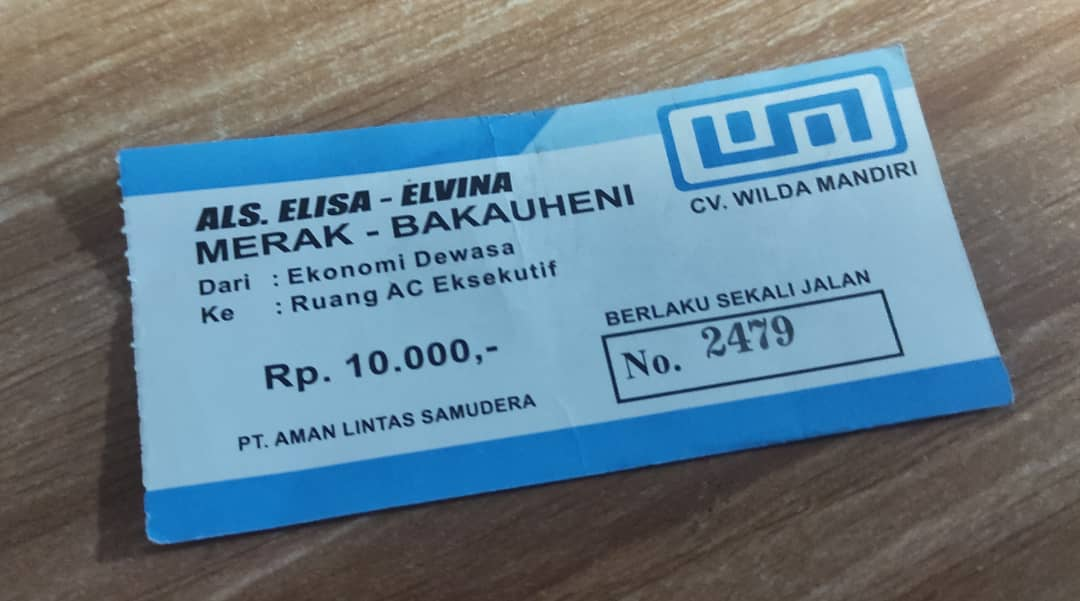 ALS. ELISA - ELVINA
MERAK - BAKAUHENI
Dari : Ekonomi Dewasa
Ke : Ruang AC Eksekutif
Rp. 10.000,-
PT. AMAN LINTAS SAMUDERA
CV. WILDA MANDIRI
BERLAKU SEKALI JALAN
No. 2479